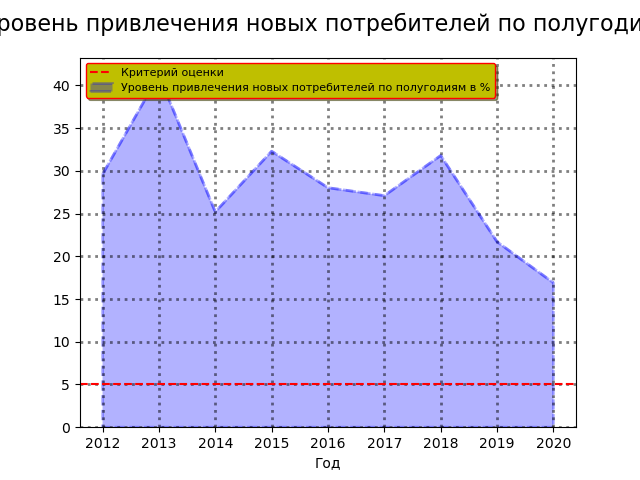 ровень привлечения новых потребителей по полугоди
Критерий оценки
Уровень привлечения новых потребителей по полугодиям в %
40
35
30
25
20
15
10
5
0
2012 2013 2014 2015 2016 2017 2018 2019 2020
Год